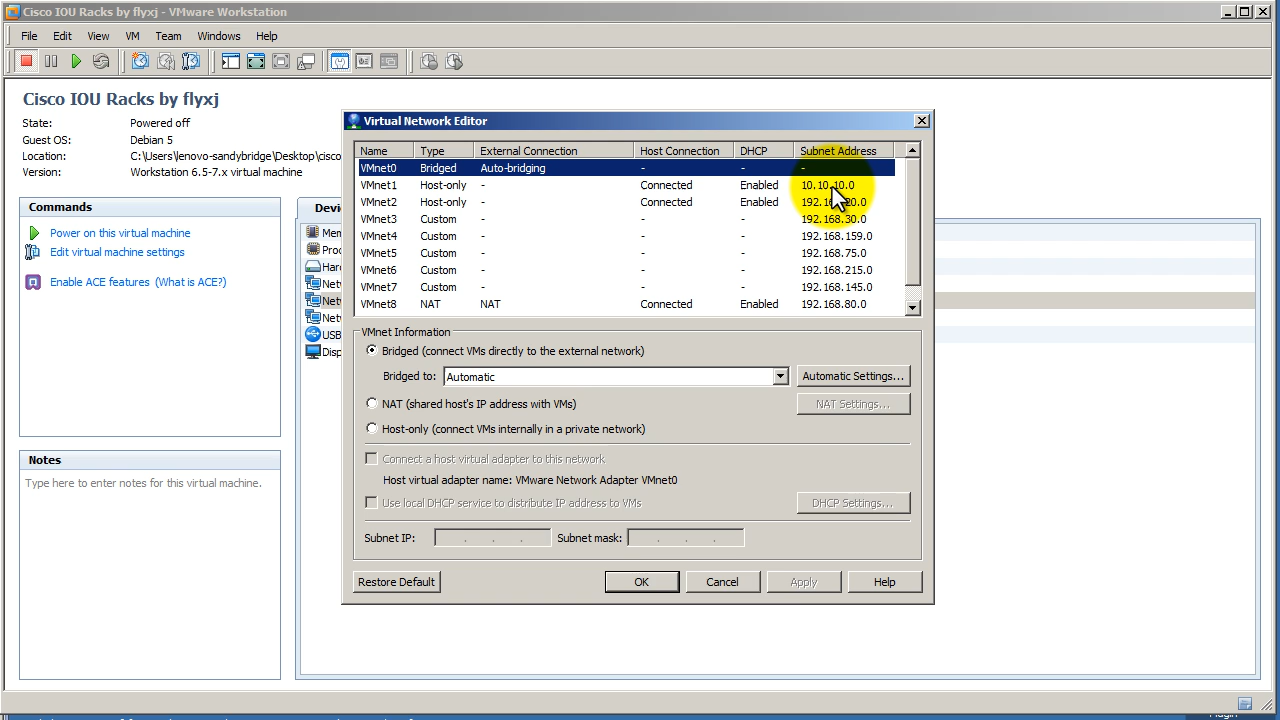 Cisco IOU Racks by flyxj - VMware Workstation
File Edit View VM Team Windows Help
Cisco IOU Racks by flyxj
State: Powered off
Guest OS: Debian 5
Location: C:\Users\lenovo-sandybridge\Desktop\cisco
Version: Workstation 6.5-7.x virtual machine
Commands
Power on this virtual machine
Edit virtual machine settings
Enable ACE features (What is ACE?)
Notes
Type here to enter notes for this virtual machine.
Devi
Mem
Proc
Hard
Netw
Netw
Netw
USB
Disp
Virtual Network Editor
Name Type External Connection Host Connection DHCP Subnet Address
VMnet0 Bridged Auto-bridging - - -
VMnet1 Host-only - Connected Enabled 10.10.10.0
VMnet2 Host-only - Connected Enabled
VMnet3 Custom - - - 192.168.30.0
VMnet4 Custom - - - 192.168.159.0
VMnet5 Custom - - - 192.168.75.0
VMnet6 Custom - - - 192.168.215.0
VMnet7 Custom - - - 192.168.145.0
VMnet8 NAT NAT Connected Enabled 192.168.80.0
VMnet Information
Bridged (connect VMs directly to the external network)
Bridged to: Automatic Automatic Settings...
NAT (shared host's IP address with VMs) NAT Settings...
Host-only (connect VMs internally in a private network)
Connect a host virtual adapter to this network
Host virtual adapter name: VMware Network Adapter VMnet0
Use local DHCP service to distribute IP address to VMs DHCP Settings...
Subnet IP: . . . Subnet mask: . . .
Restore Default OK Cancel Apply Help